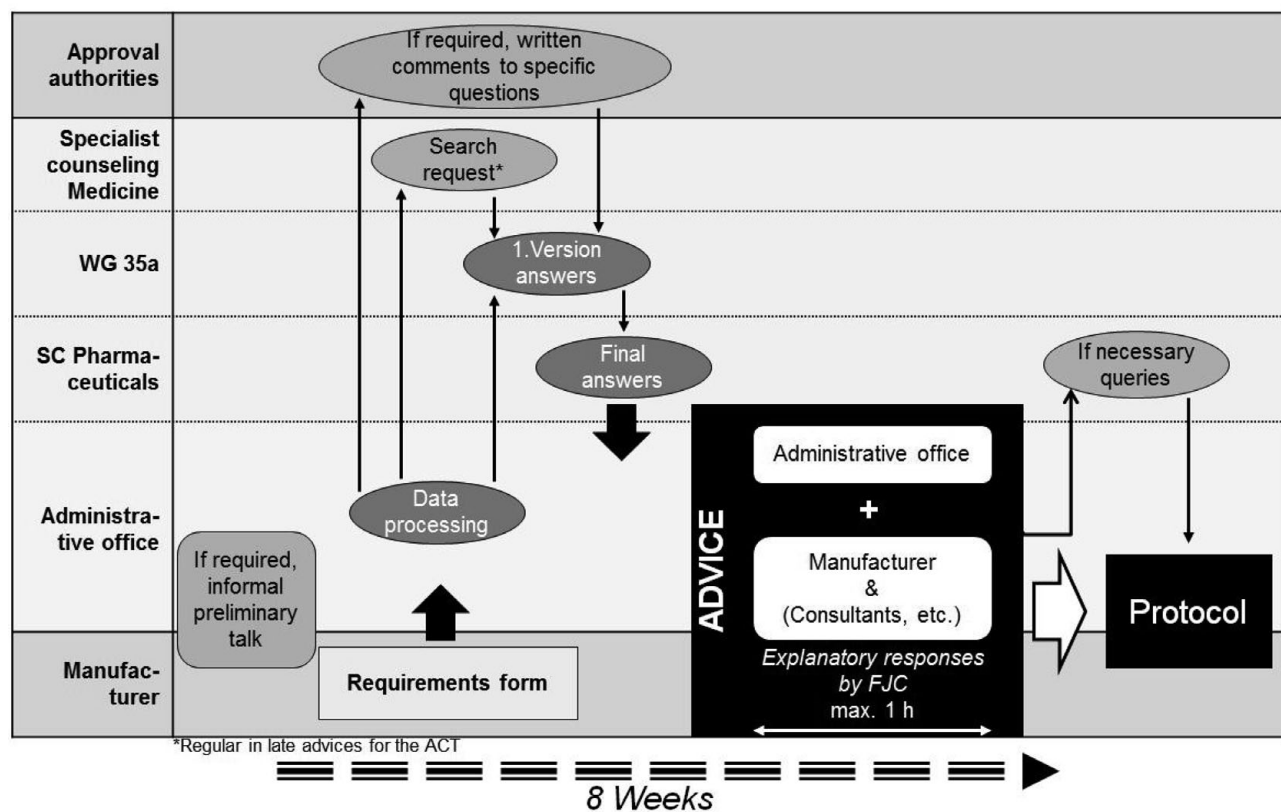 Approval
authorities
If required, written
comments to specific
questions
Specialist
counseling
Medicine
Search
request*
WG 35a
1.Version
answers
SC Pharma-
ceuticals
Final
answers
If necessary
queries
Administra-
tive office
Data
processing
If required,
informal
preliminary
talk
ADVICE
Administrative office
+
Manufacturer
&
(Consultants, etc.)
Explanatory responses
by FJC
max. 1 h
Protocol
Manufac-
turer
Requirements form
*Regular in late advices for the ACT
8 Weeks